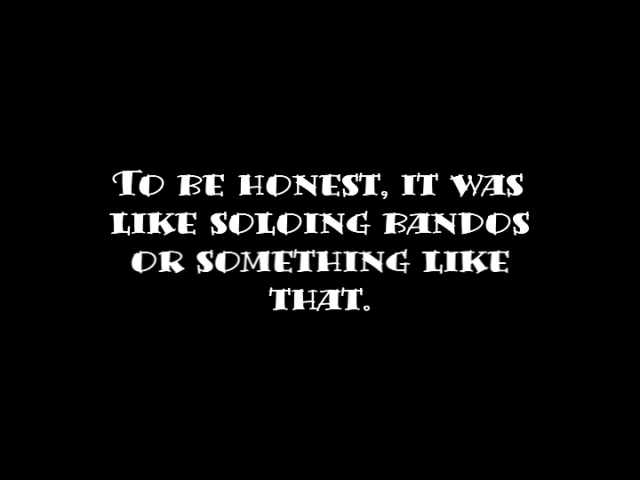 To be honest, it was
like soloing bandos
or something like
that.